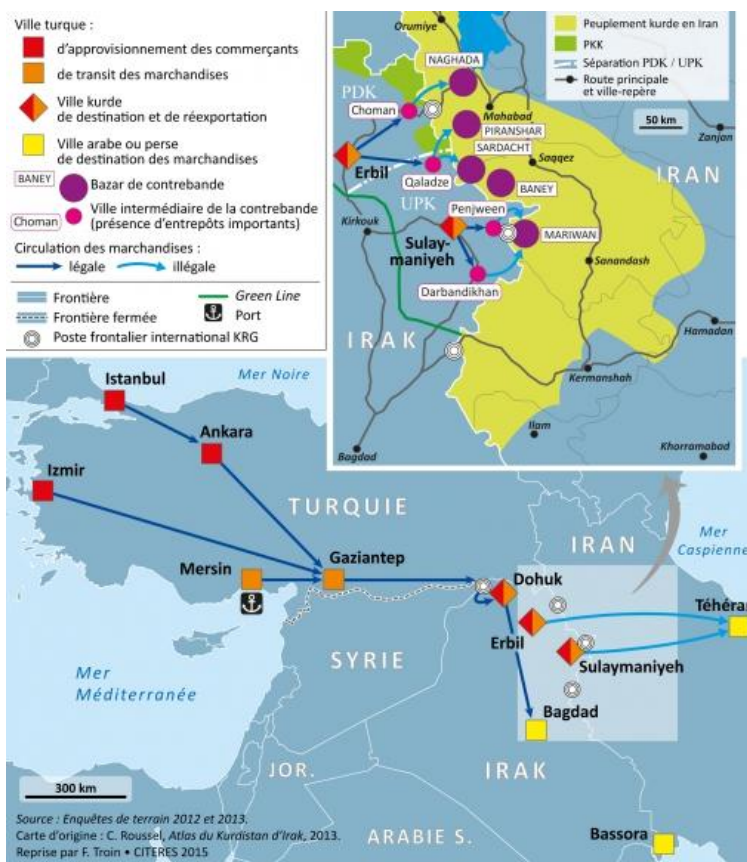 Ville turque :
d'approvisionnement des commerçants
de transit des marchandises
Ville kurde
de destination et de réexportation
Ville arabe ou perse
de destination des marchandises
BANEY
Bazar de contrebande
Choman
Ville intermédiaire de la contrebande
(présence d'entrepôts importants)
Circulation des marchandises :
légale
illégale
Frontière
Frontière fermée
Poste frontalier international KRG
Green Line
Port
Peuplement kurde en Iran
PKK
Séparation PDK / UPK
Route principale
et ville-repère
50 km
Orumiye
NAGHADA
PDK
Choman
Mahabad
PIRANSHAR
SARDACHT
Zanjan
Erbil
Saqqez
IRAN
Qaladze
BANEY
UPK
Penjween
Kirkouk
MARIWAN
Sulay-
maniyeh
Sanandash
Darbandikhan
IRAK
Hamadan
Kermanshah
Ilam
Bagdad
Khorramabad
Istanbul
Mer Noire
Ankara
Izmir
TURQUIE
Mer
Caspienne
IRAN
Mersin
Gaziantep
Dohuk
Téhéran
Erbil
SYRIE
Sulaymaniyeh
Mer
Méditerranée
Bagdad
JOR.
IRAK
300 km
ARABIE S.
Bassora
Source : Enquêtes de terrain 2012 et 2013.
Carte d'origine : C. Roussel, Atlas du Kurdistan d'Irak, 2013.
Reprise par F. Troin • CITERES 2015